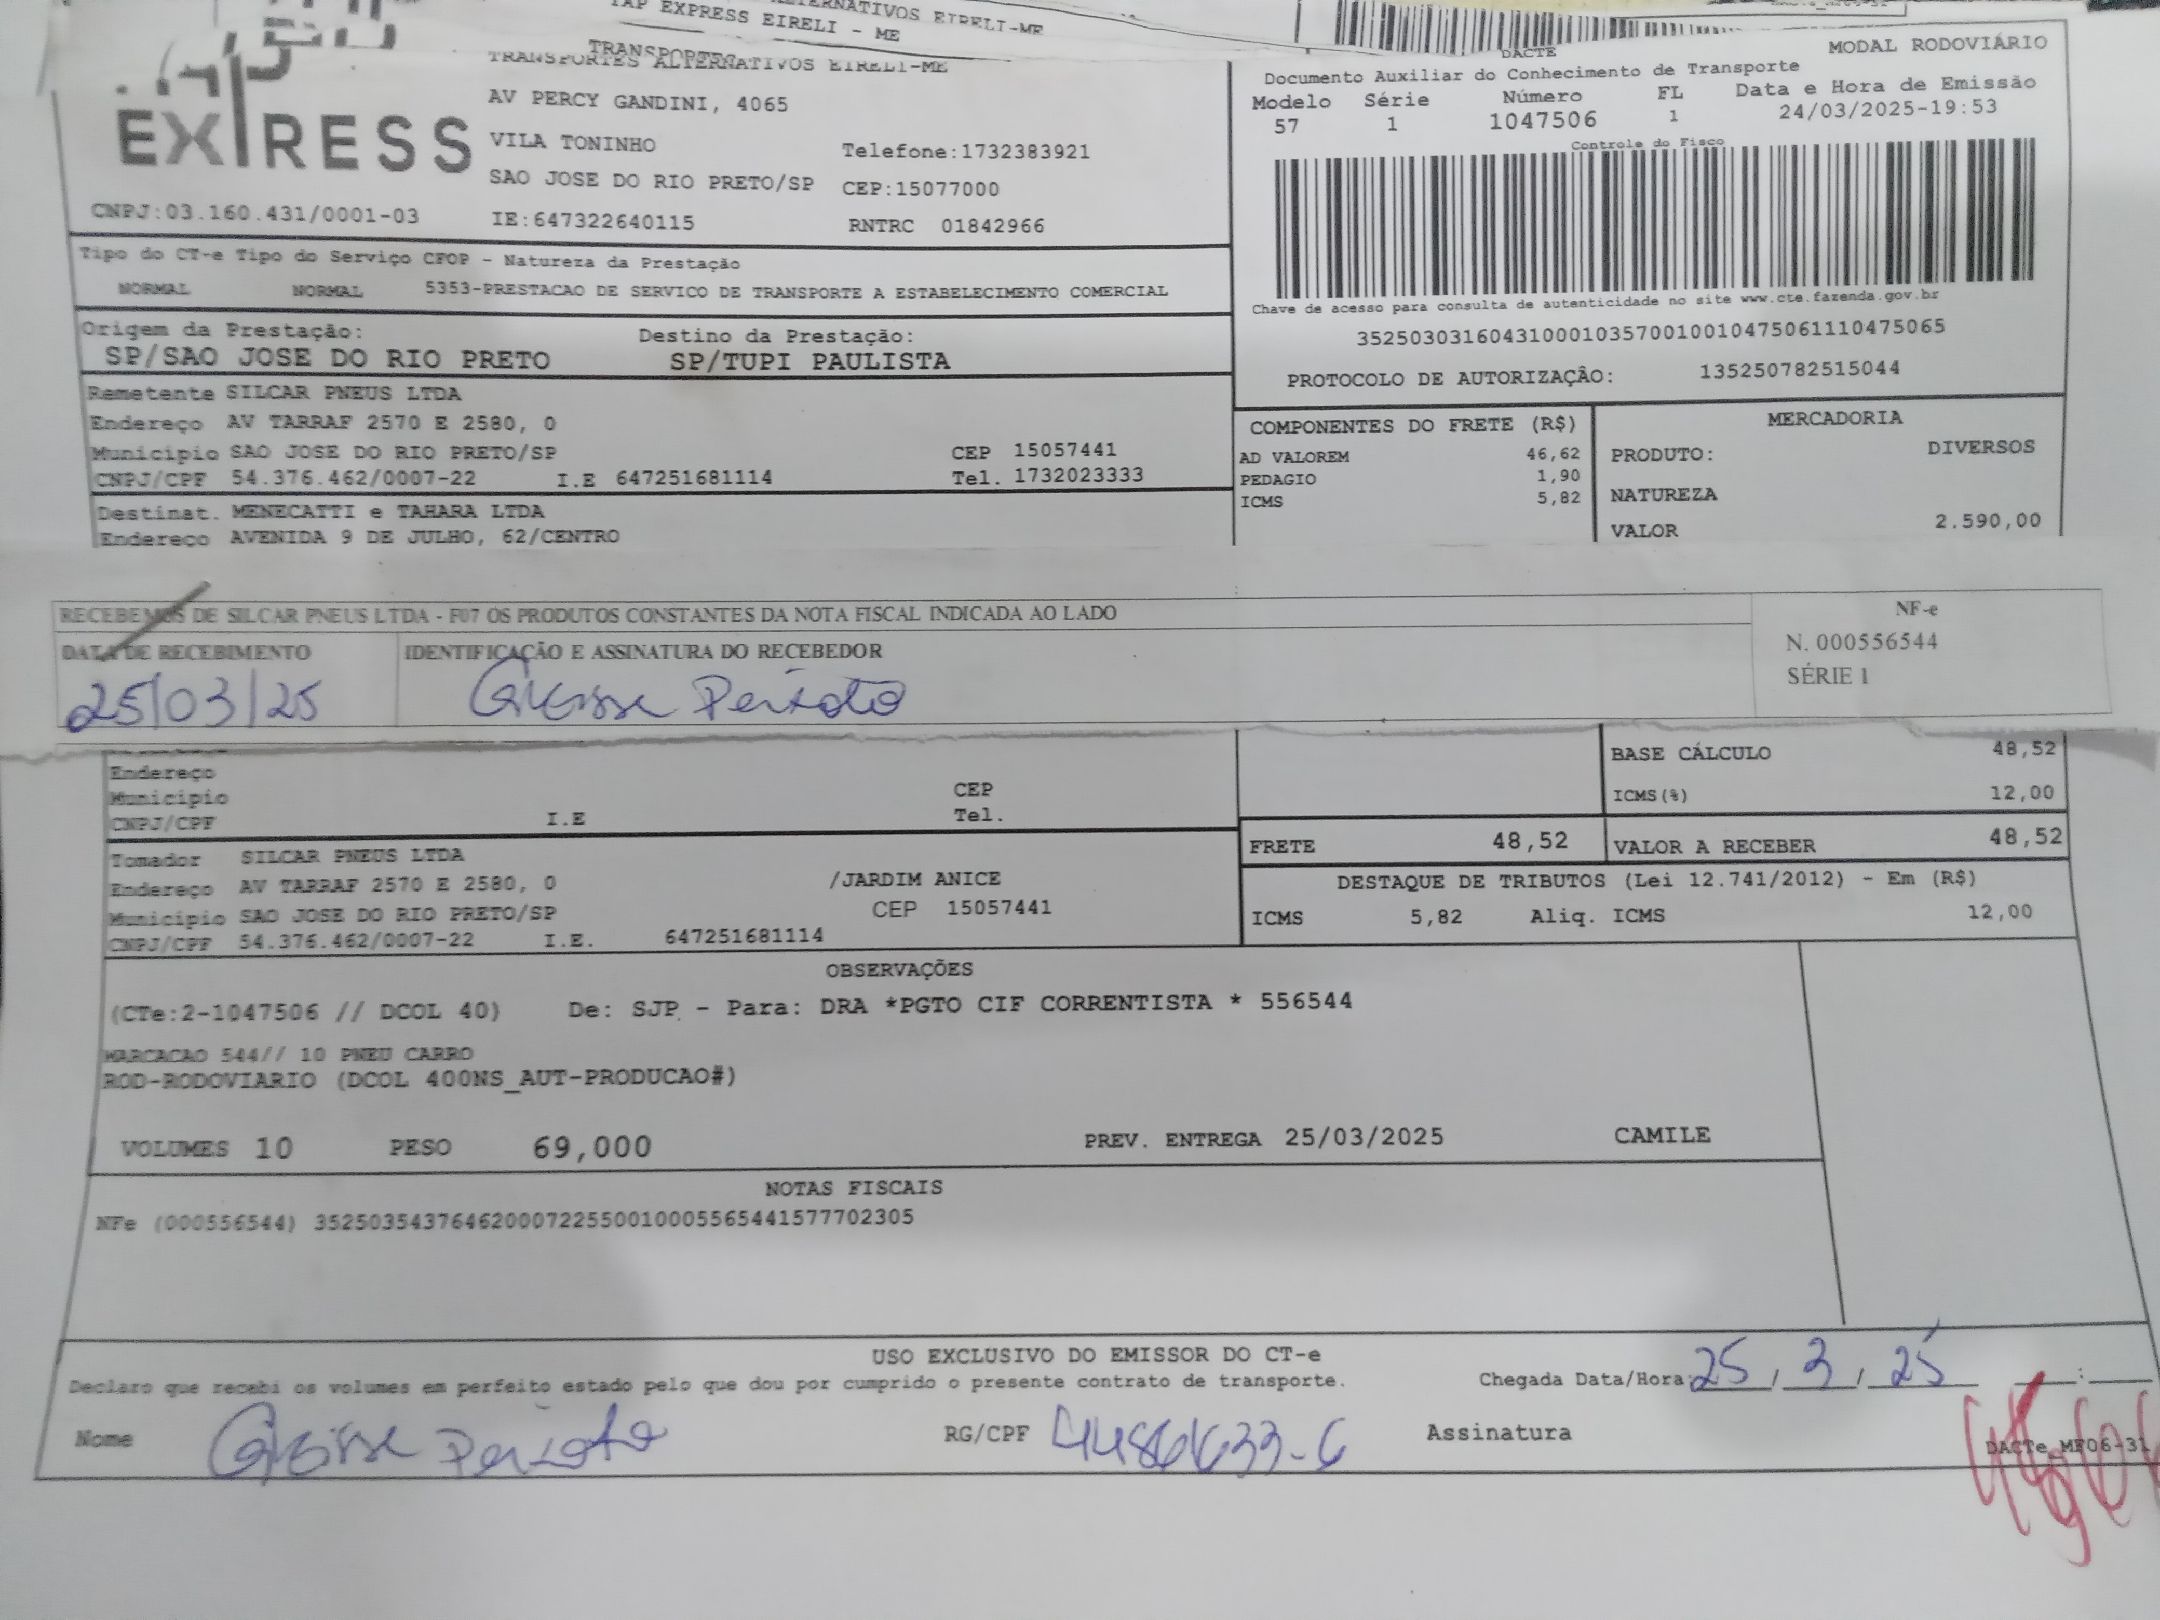 TAP EXPRESS EIRELI - ME
EIRELI-ME
TRANSPORTES ALTERNATIVOS EIRELI-ME
EXPRESS
AV PERCY GANDINI, 4065
VILA TONINHO
Telefone:1732383921
SAO JOSE DO RIO PRETO/SP CEP:15077000
CNPJ:03.160.431/0001-03 IE:647322640115 RNTRC 01842966
DACTE MODAL RODOVIÁRIO
Documento Auxiliar do Conhecimento de Transporte
Modelo Série Número FL Data e Hora de Emissão
57 1 1047506 1 24/03/2025-19:53
Controle do Fisco
Chave de acesso para consulta de autenticidade no site www.cte.fazenda.gov.br
35250303160431000103570010010475061110475065
PROTOCOLO DE AUTORIZAÇÂO: 135250782515044
Tipo do CT-e Tipo do Serviço CFOP - Natureza da Prestação
NORMAL NORMAL 5353-PRESTACAO DE SERVICO DE TRANSPORTE A ESTABELECIMENTO COMERCIAL
Origem da Prestação: Destino da Prestação:
SP/SAO JOSE DO RIO PRETO SP/TUPI PAULISTA
Remetente SILCAR PNEUS LTDA
Endereço AV TARRAF 2570 E 2580, 0
Município SAO JOSE DO RIO PRETO/SP CEP 15057441
CNPJ/CPF 54.376.462/0007-22 I.E 647251681114 Tel. 1732023333
Destinat. MENECATTI e TAHARA LTDA
Endereço AVENIDA 9 DE JULHO, 62/CENTRO
COMPONENTES DO FRETE (R$)
AD VALOREM 46,62
PEDAGIO 1,90
ICMS 5,82
MERCADORIA
PRODUTO: DIVERSOS
NATUREZA
VALOR 2.590,00
RECEBEMOS DE SILCAR PNEUS LTDA - F07 OS PRODUTOS CONSTANTES DA NOTA FISCAL INDICADA AO LADO
DATA DE RECEBIMENTO IDENTIFICAÇÃO E ASSINATURA DO RECEBEDOR
25/03/25
NF-e
N. 000556544
SÉRIE 1
Endereço
Município CEP
CNPJ/CPF I.E Tel.
BASE CÁLCULO 48,52
ICMS(%) 12,00
FRETE 48,52 VALOR A RECEBER 48,52
Tomador SILCAR PNEUS LTDA
Endereço AV TARRAF 2570 E 2580, 0 /JARDIM ANICE
Município SAO JOSE DO RIO PRETO/SP CEP 15057441
CNPJ/CPF 54.376.462/0007-22 I.E. 647251681114
DESTAQUE DE TRIBUTOS (Lei 12.741/2012) - Em (R$)
ICMS 5,82 Aliq. ICMS 12,00
OBSERVAÇÕES
(CTe:2-1047506 // DCOL 40) De: SJP - Para: DRA *PGTO CIF CORRENTISTA * 556544
MARCACAO 544// 10 PNEU CARRO
ROD-RODOVIARIO (DCOL 400NS_AUT-PRODUCAO#)
VOLUMES 10 PESO 69,000 PREV. ENTREGA 25/03/2025 CAMILE
NOTAS FISCAIS
NFe (000556544) 35250354376462000722550010005565441577702305
USO EXCLUSIVO DO EMISSOR DO CT-e
Declaro que recebi os volumes em perfeito estado pelo que dou por cumprido o presente contrato de transporte. Chegada Data/Hora: 25, 3, 25 :
Nome RG/CPF Assinatura
DACTe_MF06-31